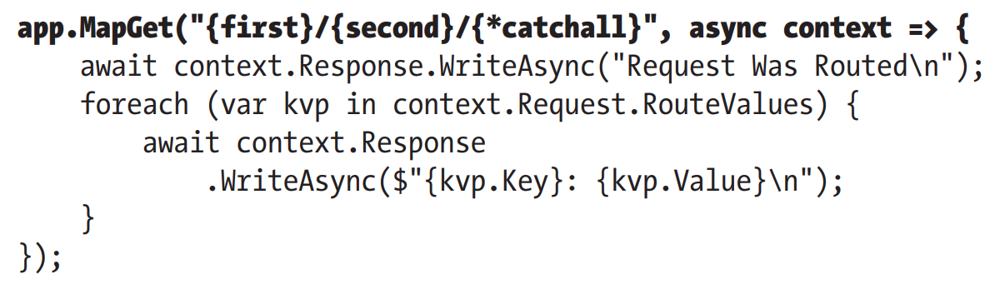 app.MapGet("{first}/{second}/{*catchall}", async context => {
    await context.Response.WriteAsync("Request Was Routed\n");
    foreach (var kvp in context.Request.RouteValues) {
        await context.Response
            .WriteAsync($"{kvp.Key}: {kvp.Value}\n");
    }
});